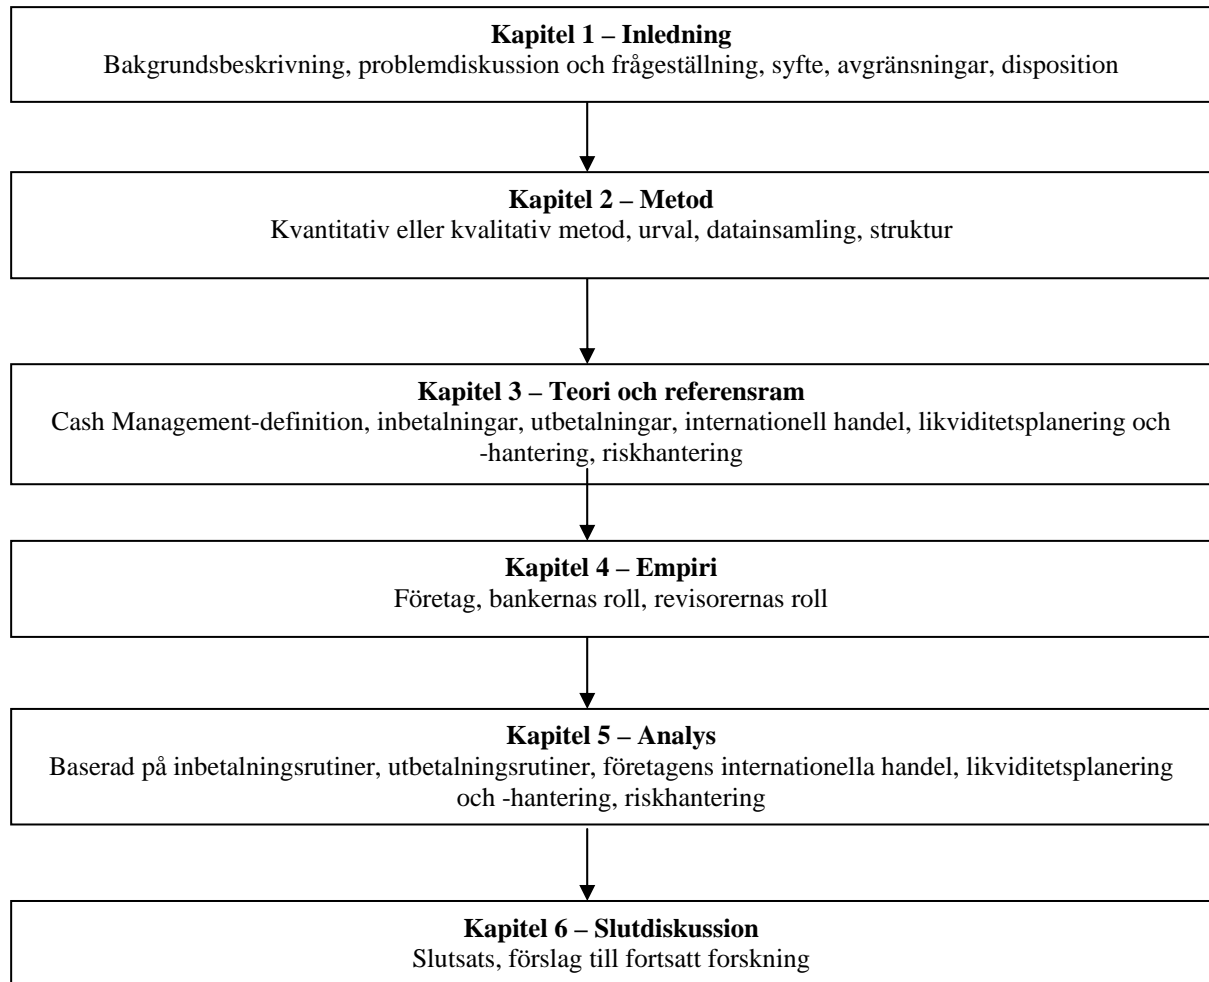 Kapitel 1 – Inledning
Bakgrundsbeskrivning, problemdiskussion och frågeställning, syfte, avgränsningar, disposition
Kapitel 2 – Metod
Kvantitativ eller kvalitativ metod, urval, datainsamling, struktur
Kapitel 3 – Teori och referensram
Cash Management-definition, inbetalningar, utbetalningar, internationell handel, likviditetsplanering och
-hantering, riskhantering
Kapitel 4 – Empiri
Företag, bankernas roll, revisorernas roll
Kapitel 5 – Analys
Baserad på inbetalningsrutiner, utbetalningsrutiner, företagens internationella handel, likviditetsplanering
och -hantering, riskhantering
Kapitel 6 – Slutdiskussion
Slutsats, förslag till fortsatt forskning